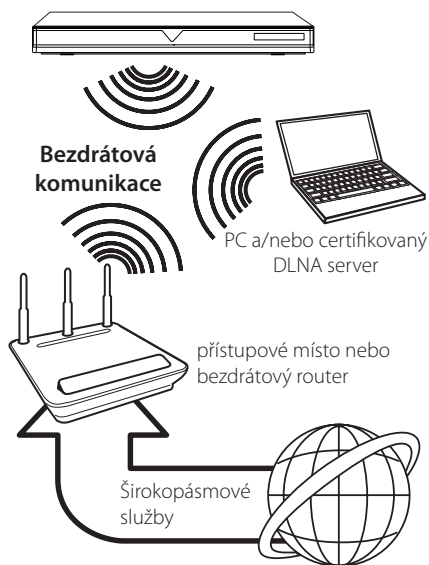 Bezdrátová
komunikace
PC a/nebo certifikovaný
DLNA server
přístupové místo nebo
bezdrátový router
Širokopásmové
služby